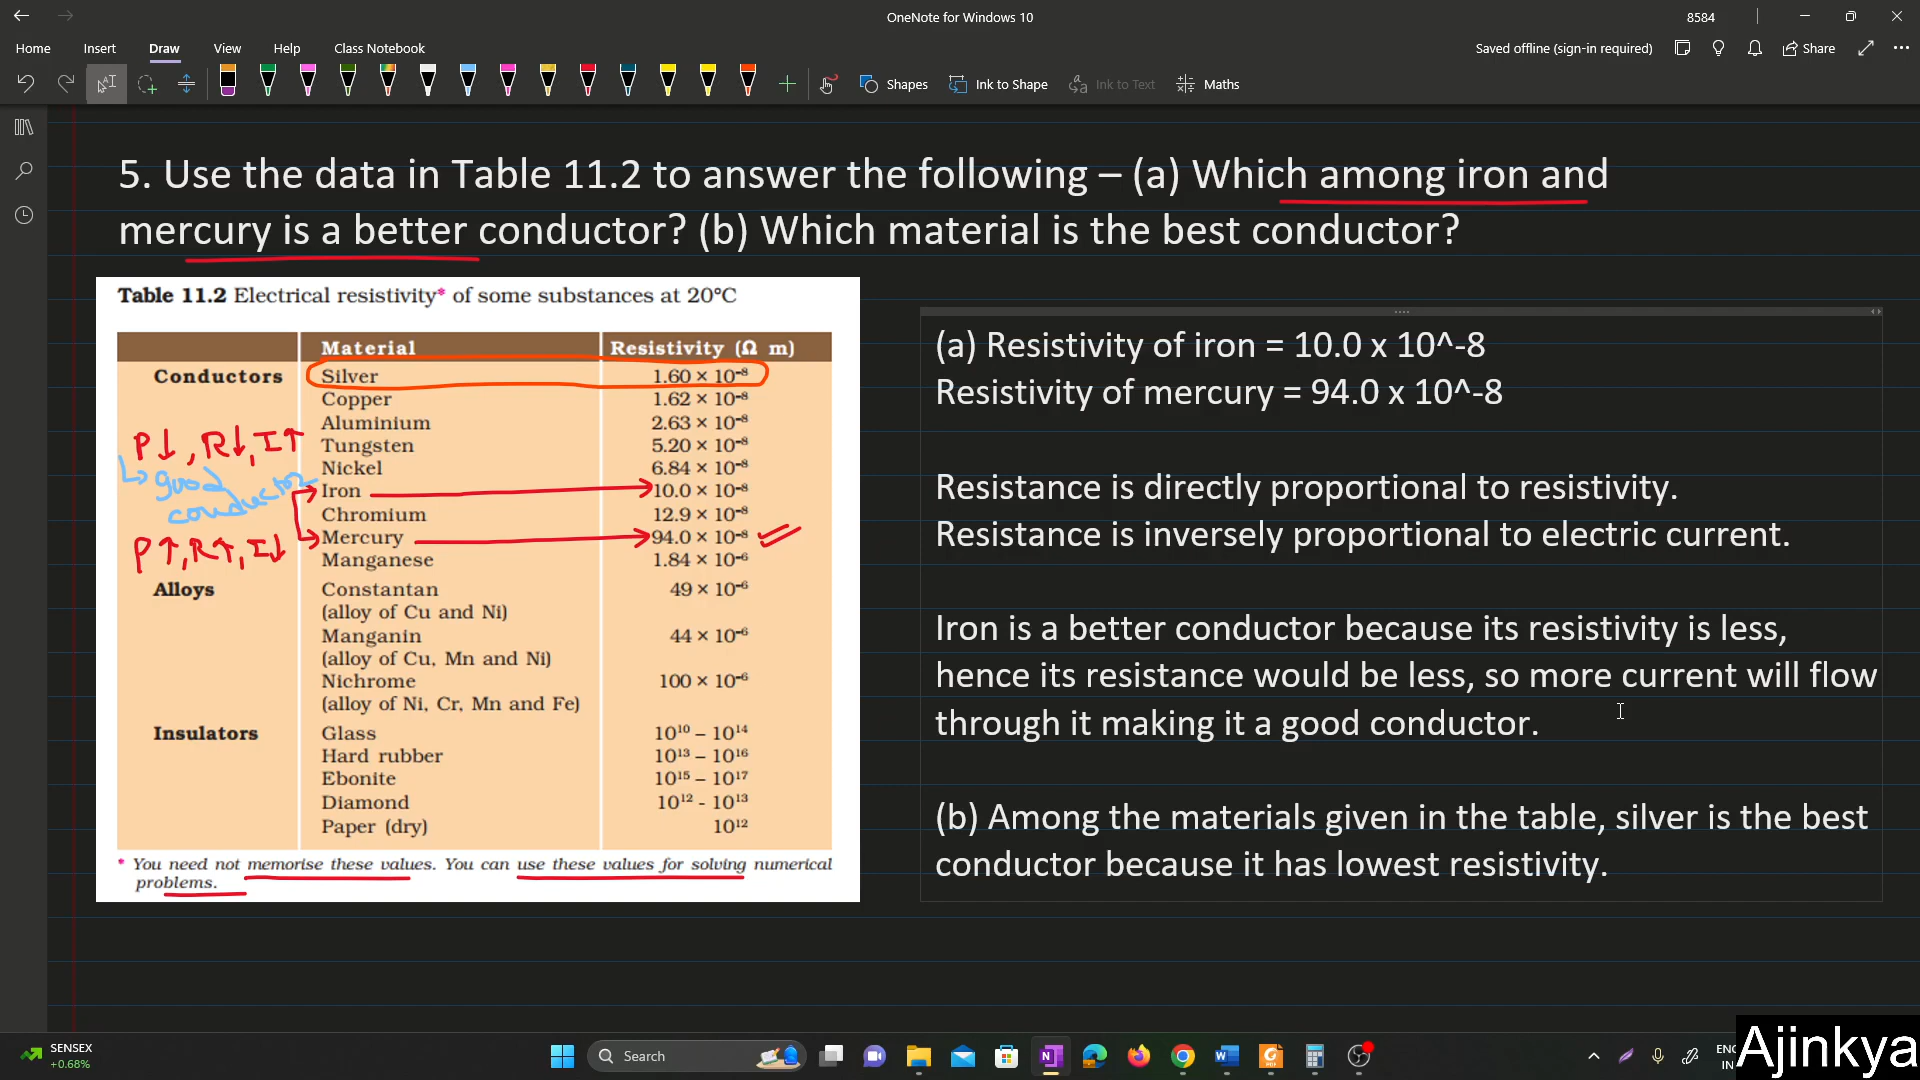 OneNote for Windows 10
8584
Home Insert Draw View Help Class Notebook
Saved offline (sign-in required) Share
Shapes Ink to Shape Ink to Text Maths
5. Use the data in Table 11.2 to answer the following – (a) Which among iron and
mercury is a better conductor? (b) Which material is the best conductor?
Table 11.2 Electrical resistivity* of some substances at 20°C
Material Resistivity (Ω m)
Conductors Silver 1.60 × 10⁻⁸
Copper 1.62 × 10⁻⁸
Aluminium 2.63 × 10⁻⁸
Tungsten 5.20 × 10⁻⁸
Nickel 6.84 × 10⁻⁸
Iron 10.0 × 10⁻⁸
Chromium 12.9 × 10⁻⁸
Mercury 94.0 × 10⁻⁸
Manganese 1.84 × 10⁻⁶
Alloys Constantan 49 × 10⁻⁶
(alloy of Cu and Ni)
Manganin 44 × 10⁻⁶
(alloy of Cu, Mn and Ni)
Nichrome 100 × 10⁻⁶
(alloy of Ni, Cr, Mn and Fe)
Insulators Glass 10¹⁰ – 10¹⁴
Hard rubber 10¹³ – 10¹⁶
Ebonite 10¹⁵ – 10¹⁷
Diamond 10¹² - 10¹³
Paper (dry) 10¹²
* You need not memorise these values. You can use these values for solving numerical
problems.
ρ↓, R↓, I↑
↳ good
conductor
ρ↑, R↑, I↓
(a) Resistivity of iron = 10.0 x 10^-8
Resistivity of mercury = 94.0 x 10^-8
Resistance is directly proportional to resistivity.
Resistance is inversely proportional to electric current.
Iron is a better conductor because its resistivity is less,
hence its resistance would be less, so more current will flow
through it making it a good conductor.
(b) Among the materials given in the table, silver is the best
conductor because it has lowest resistivity.
SENSEX
+0.68%
Search
ENG
IN
Ajinkya